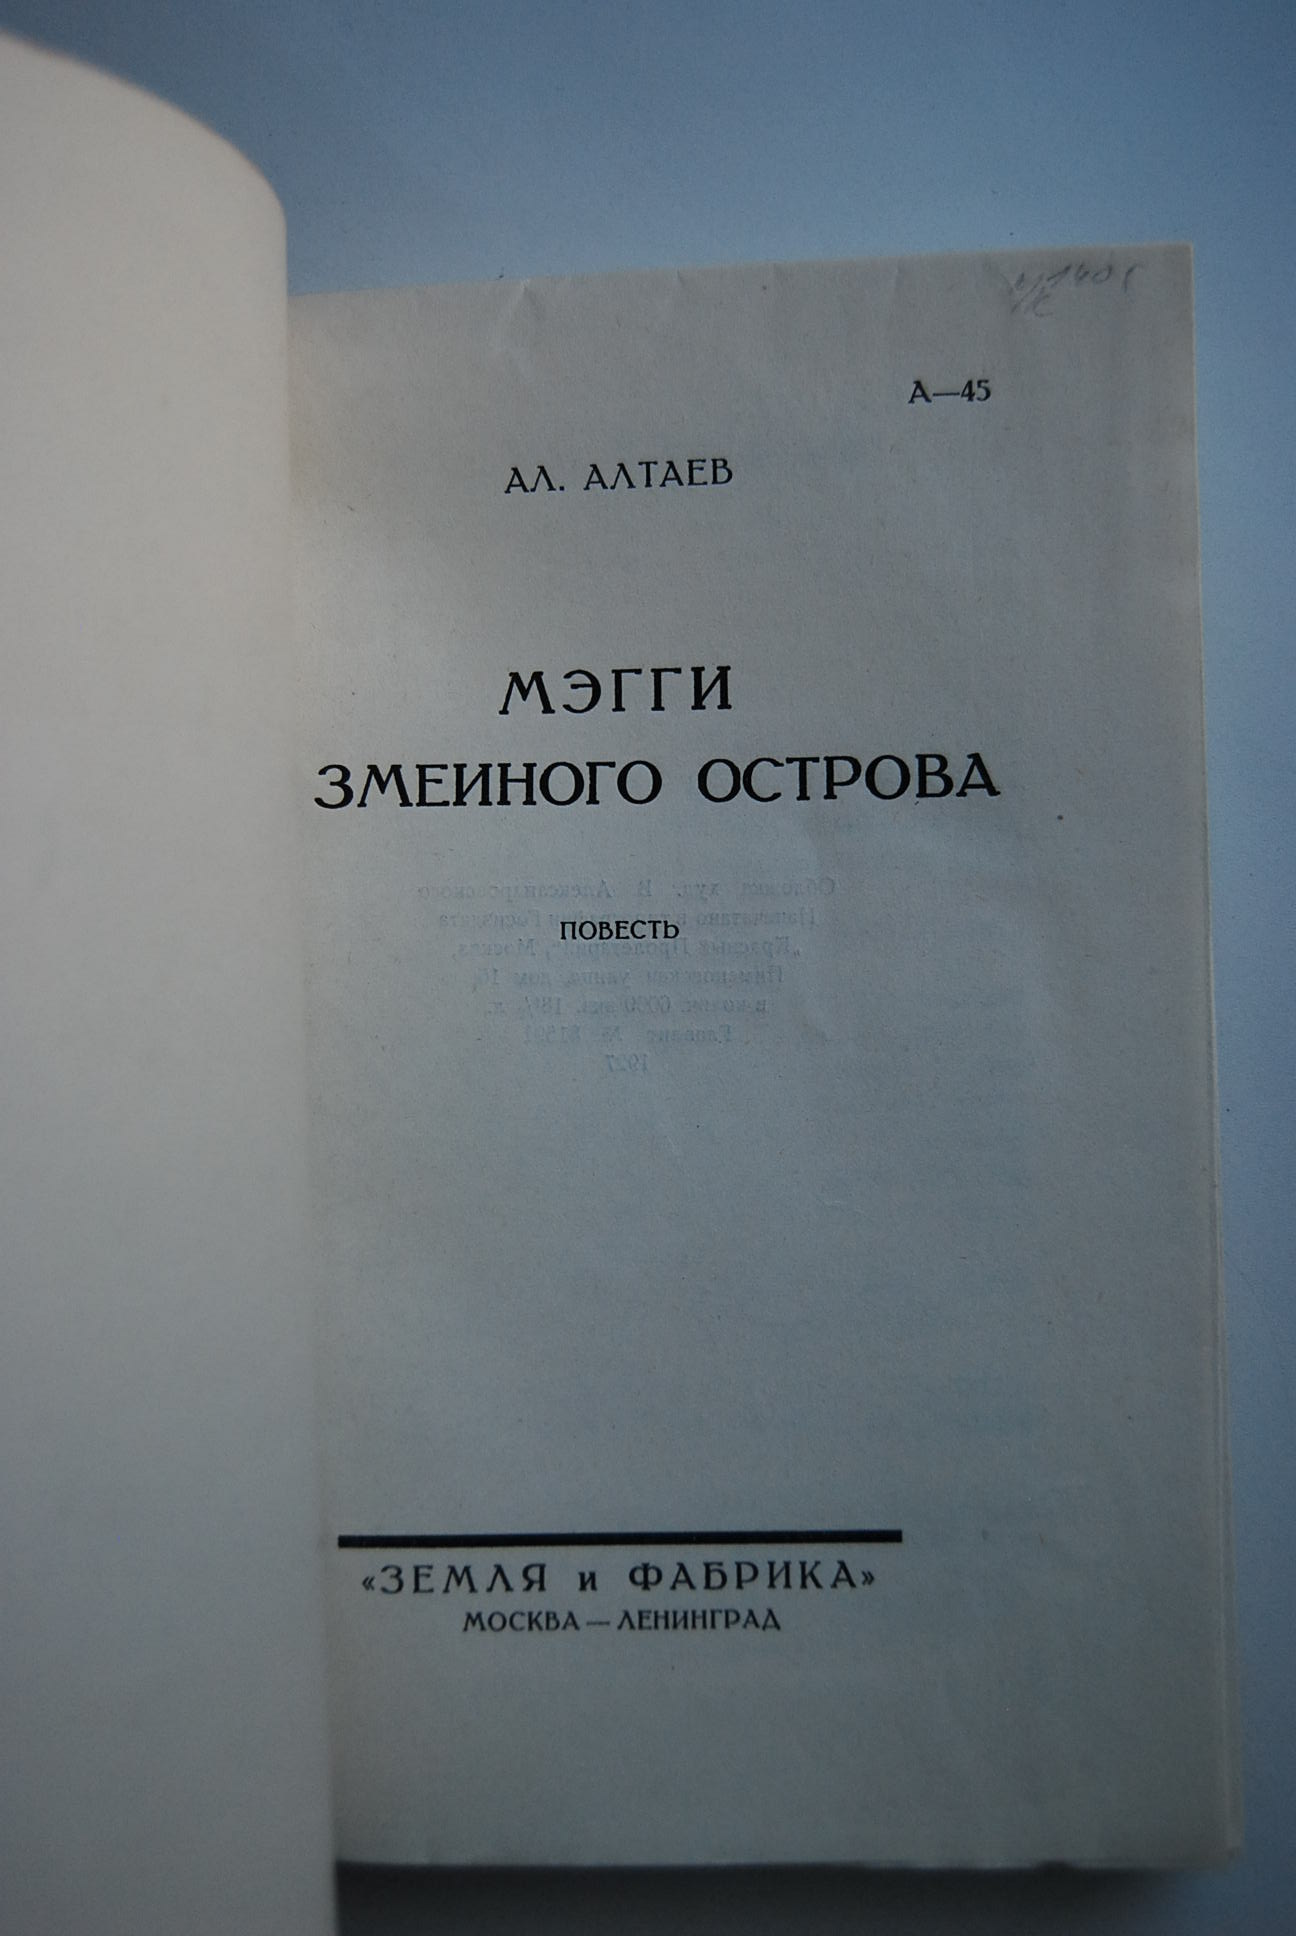 А—45
АЛ. АЛТАЕВ
МЭГГИ
ЗМЕИНОГО ОСТРОВА
ПОВЕСТЬ
«ЗЕМЛЯ и ФАБРИКА»
МОСКВА — ЛЕНИНГРАД